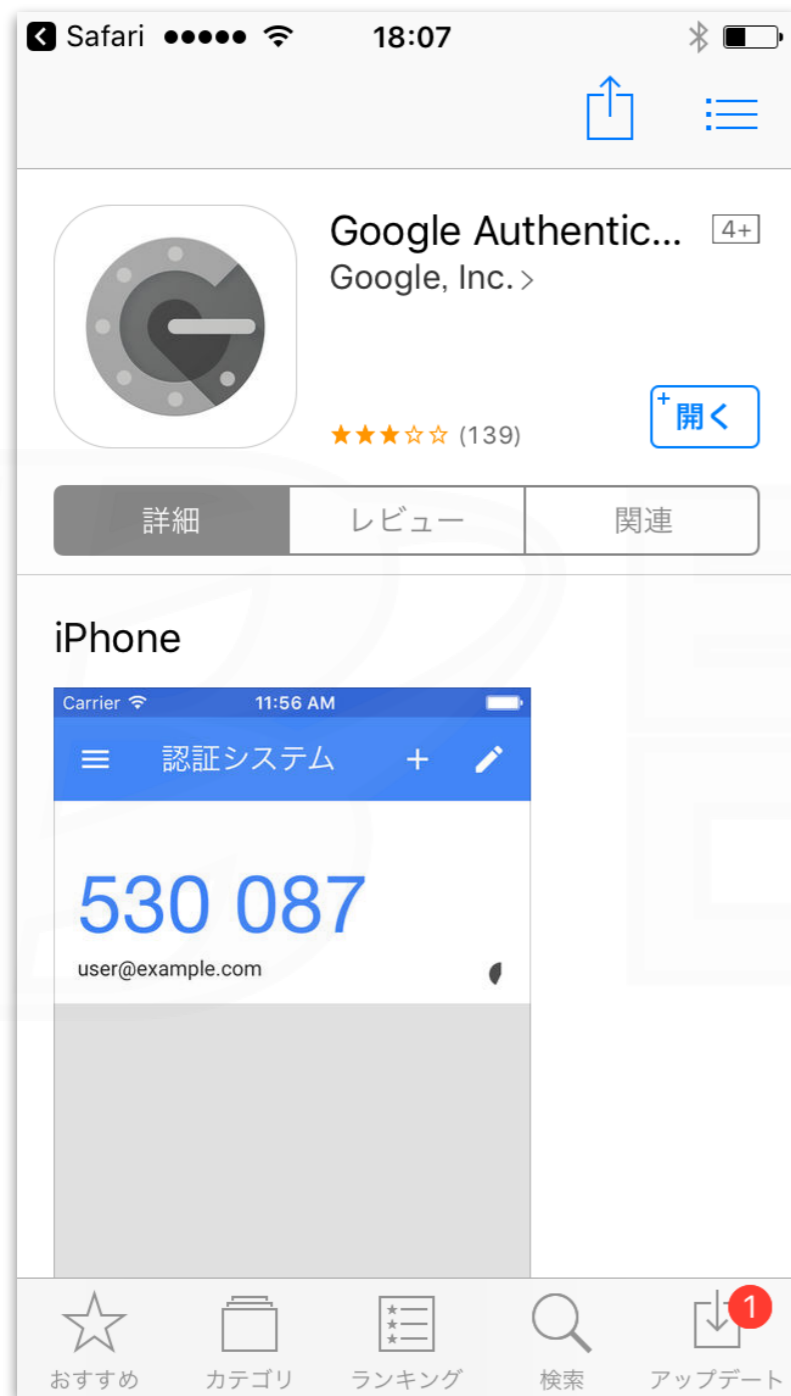 Safari 18:07
Google Authentic... 4+
Google, Inc. >
(139) +開く
詳細 レビュー 関連
iPhone
Carrier 11:56 AM
認証システム +
530 087
user@example.com
1
おすすめ カテゴリ ランキング 検索 アップデート